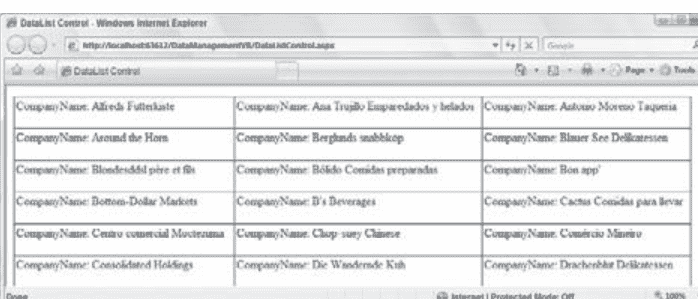 DataList Control - Windows Internet Explorer
http://localhost:63612/DataManagementVB/DataListControl.aspx
Google
DataList Control
Page
Tools
CompanyName: Alfreds Futterkiste CompanyName: Ana Trujillo Emparedados y helados CompanyName: Antonio Moreno Taquería
CompanyName: Around the Horn CompanyName: Berglunds snabbköp CompanyName: Blauer See Delikatessen
CompanyName: Blondesddsl père et fils CompanyName: Bólido Comidas preparadas CompanyName: Bon app'
CompanyName: Bottom-Dollar Markets CompanyName: B's Beverages CompanyName: Cactus Comidas para llevar
CompanyName: Centro comercial Moctezuma CompanyName: Chop-suey Chinese CompanyName: Comércio Mineiro
CompanyName: Consolidated Holdings CompanyName: Die Wandernde Kuh CompanyName: Drachenblut Delikatessen
Done Internet | Protected Mode: Off 100%